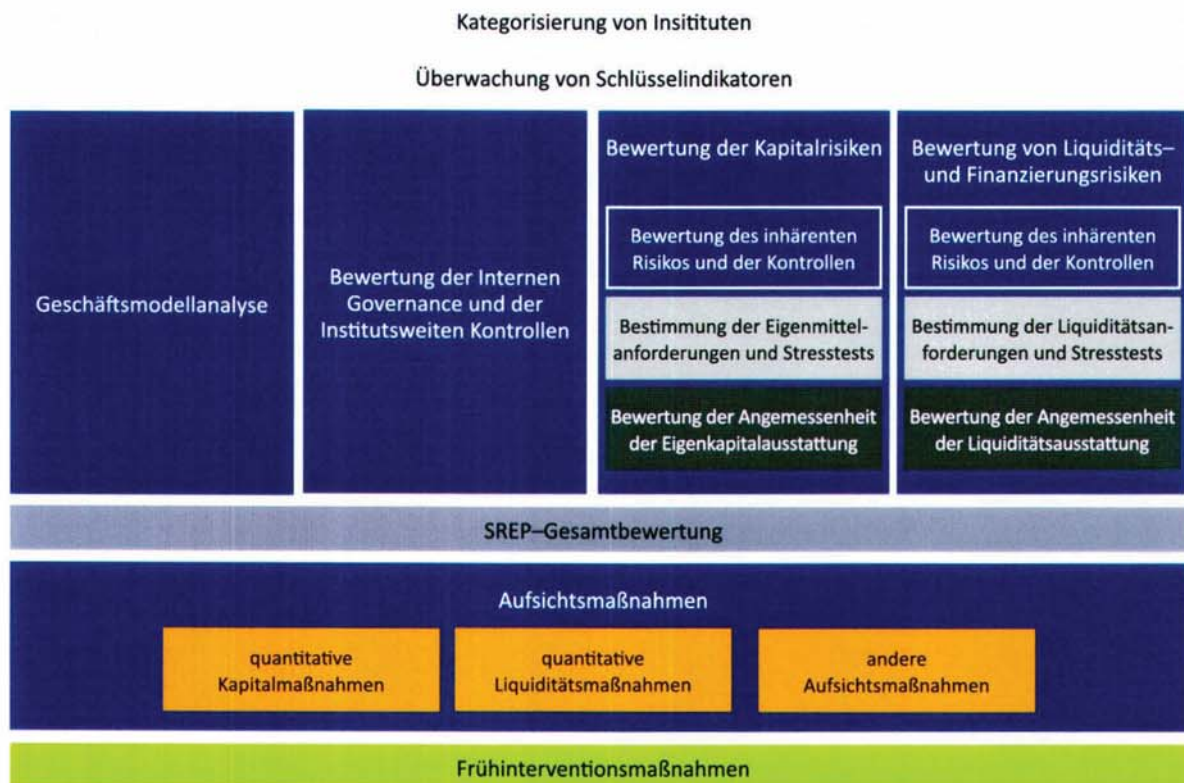 Kategorisierung von Insitituten
Überwachung von Schlüsselindikatoren
Geschäftsmodellanalyse
Bewertung der Internen
Governance und der
Institutsweiten Kontrollen
Bewertung der Kapitalrisiken
Bewertung des inhärenten
Risikos und der Kontrollen
Bestimmung der Eigenmittel-
anforderungen und Stresstests
Bewertung der Angemessenheit
der Eigenkapitalausstattung
Bewertung von Liquiditäts–
und Finanzierungsrisiken
Bewertung des inhärenten
Risikos und der Kontrollen
Bestimmung der Liquiditätsan-
forderungen und Stresstests
Bewertung der Angemessenheit
der Liquiditätsausstattung
SREP–Gesamtbewertung
Aufsichtsmaßnahmen
quantitative
Kapitalmaßnahmen
quantitative
Liquiditätsmaßnahmen
andere
Aufsichtsmaßnahmen
Frühinterventionsmaßnahmen